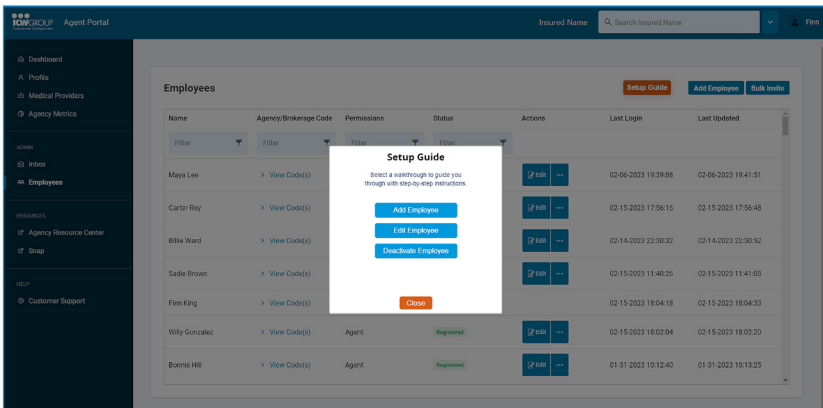 ICWGROUP
Insurance Companies
Agent Portal
Insured Name
Search Insured Name
Finn
Dashboard
Profile
Medical Providers
Agency Metrics
ADMIN
Inbox
Employees
RESOURCES
Agency Resource Center
Snap
HELP
Customer Support
Employees
Setup Guide
Add Employee
Bulk Invite
Name Agency/Brokerage Code Permissions Status Actions Last Login Last Updated
Filter Filter Filter Filter
Maya Lee > View Code(s) Edit ... 02-06-2023 19:39:08 02-06-2023 19:41:51
Carter Roy > View Code(s) Edit ... 02-15-2023 17:56:16 02-15-2023 17:56:48
Billie Ward > View Code(s) Edit ... 02-14-2023 22:30:32 02-14-2023 22:30:52
Sadie Brown > View Code(s) Edit ... 02-15-2023 11:40:26 02-15-2023 11:41:03
Finn King > View Code(s) 02-15-2023 18:04:18 02-15-2023 18:04:33
Willy Gonzalez > View Code(s) Agent Registered Edit ... 02-15-2023 18:02:04 02-15-2023 18:02:20
Bonnie Hill > View Code(s) Agent Registered Edit ... 01-31-2023 10:12:40 01-31-2023 10:13:25
Setup Guide
Select a walkthrough to guide you
through with step-by-step instructions.
Add Employee
Edit Employee
Deactivate Employee
Close